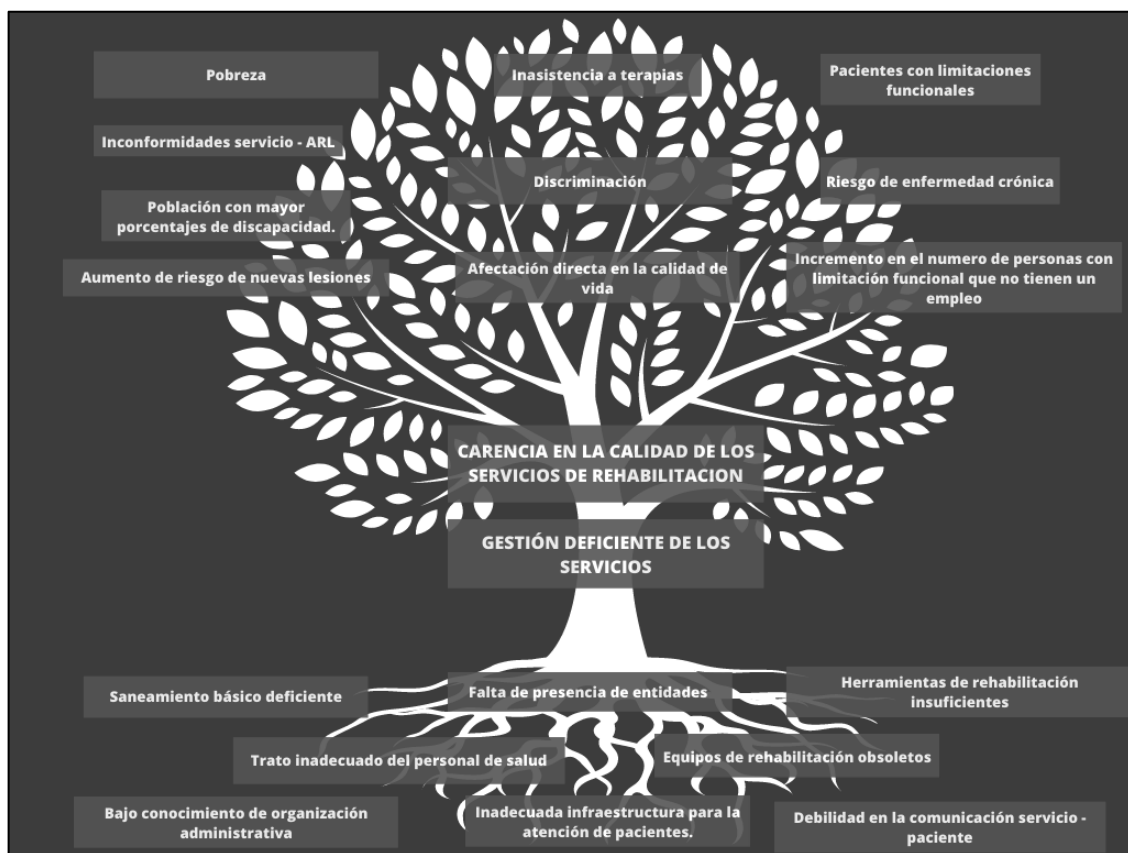 Pobreza
Inasistencia a terapias
Pacientes con limitaciones
funcionales
Inconformidades servicio - ARL
Discriminación
Riesgo de enfermedad crónica
Población con mayor
porcentajes de discapacidad.
Aumento de riesgo de nuevas lesiones
Afectación directa en la calidad de
vida
Incremento en el numero de personas con
limitación funcional que no tienen un
empleo
CARENCIA EN LA CALIDAD DE LOS
SERVICIOS DE REHABILITACION
GESTIÓN DEFICIENTE DE LOS
SERVICIOS
Saneamiento básico deficiente
Falta de presencia de entidades
Herramientas de rehabilitación
insuficientes
Trato inadecuado del personal de salud
Equipos de rehabilitación obsoletos
Bajo conocimiento de organización
administrativa
Inadecuada infraestructura para la
atención de pacientes.
Debilidad en la comunicación servicio -
paciente